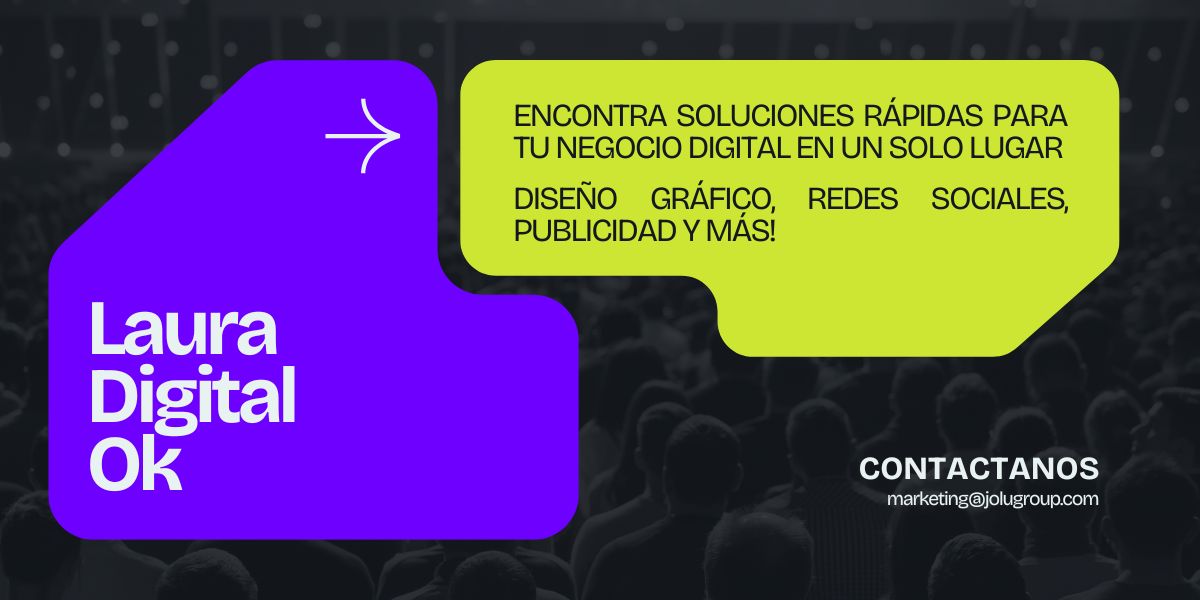 Laura
Digital
Ok
ENCONTRA SOLUCIONES RÁPIDAS PARA
TU NEGOCIO DIGITAL EN UN SOLO LUGAR
DISEÑO GRÁFICO, REDES SOCIALES,
PUBLICIDAD Y MÁS!
CONTACTANOS
marketing@jolugroup.com